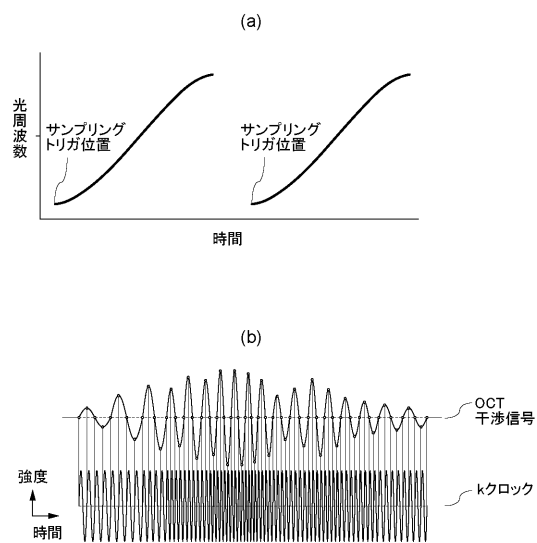 (a)
光周波数
サンプリング
トリガ位置
サンプリング
トリガ位置
時間
(b)
OCT
干渉信号
強度
時間
kクロック